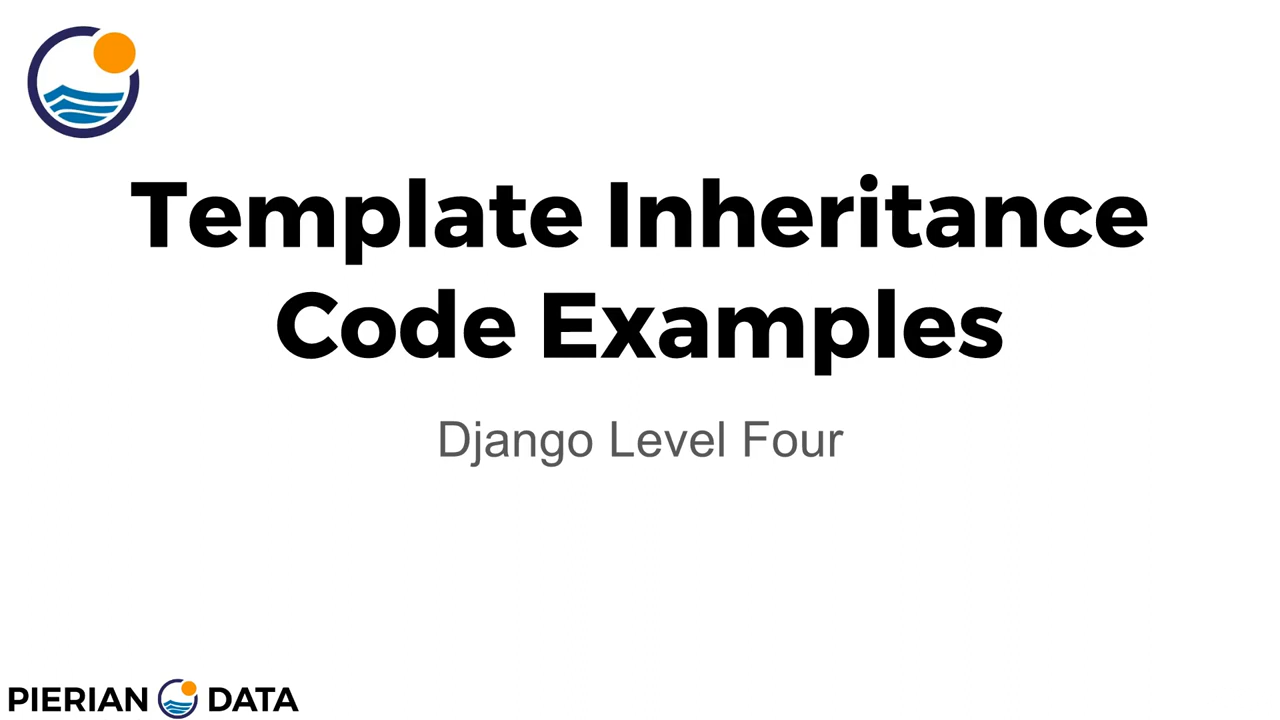 Template Inheritance
Code Examples
Django Level Four
PIERIAN DATA